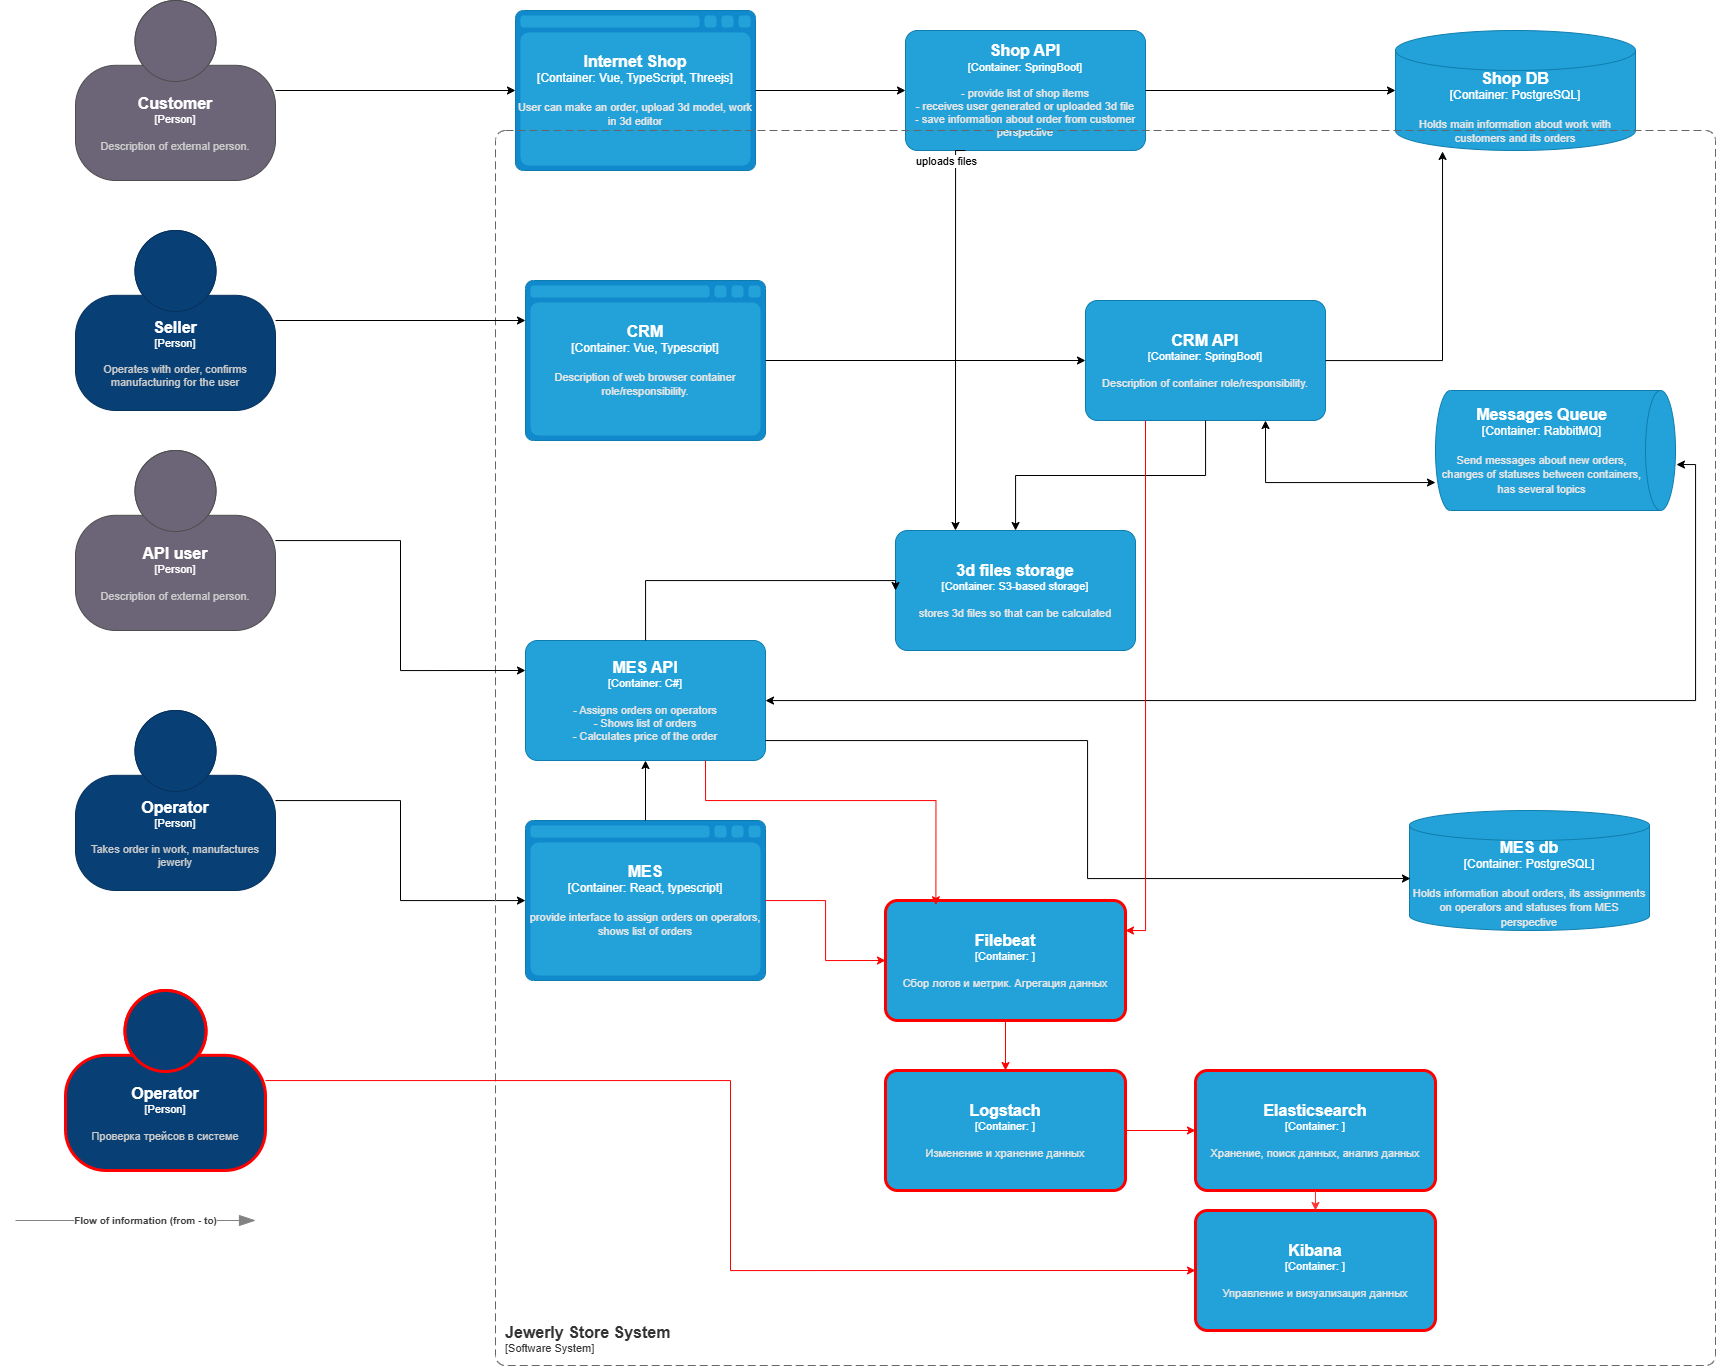 Customer
[Person]
Description of external person.
Internet Shop
[Container: Vue, TypeScript, Threejs]
User can make an order, upload 3d model, work
in 3d editor
Shop API
[Container: SpringBool]
- provide list of shop items
- receives user generated or uploaded 3d file
- save information about order from customer
perspective
uploads files
Shop DB
[Container: PostgreSQL]
Holds main information about work with
customers and its orders
Seller
[Person]
Operates with order, confirms
manufacturing for the user
CRM
[Container: Vue, Typescript]
Description of web browser container
role/responsibility.
CRM API
[Container: SpringBool]
Description of container role/responsibility.
Messages Queue
[Container: RabbitMQ]
Send messages about new orders,
changes of statuses between containers,
has several topics
API user
[Person]
Description of external person.
3d files storage
[Container: S3-based storage]
stores 3d files so that can be calculated
MES API
[Container: C#]
- Assigns orders on operators
- Shows list of orders
- Calculates price of the order
Operator
[Person]
Takes order in work, manufactures
jewerly
MES
[Container: React, typescript]
provide interface to assign orders on operators,
shows list of orders
MES db
[Container: PostgreSQL]
Holds information about orders, its assignments
on operators and statuses from MES
perspective
Filebeat
[Container: ]
Сбор логов и метрик. Агрегация данных
Operator
[Person]
Проверка трейсов в системе
Logstach
[Container: ]
Изменение и хранение данных
Elasticsearch
[Container: ]
Хранение, поиск данных, анализ данных
Flow of information (from - to)
Kibana
[Container: ]
Управление и визуализация данных
Jewerly Store System
[Software System]